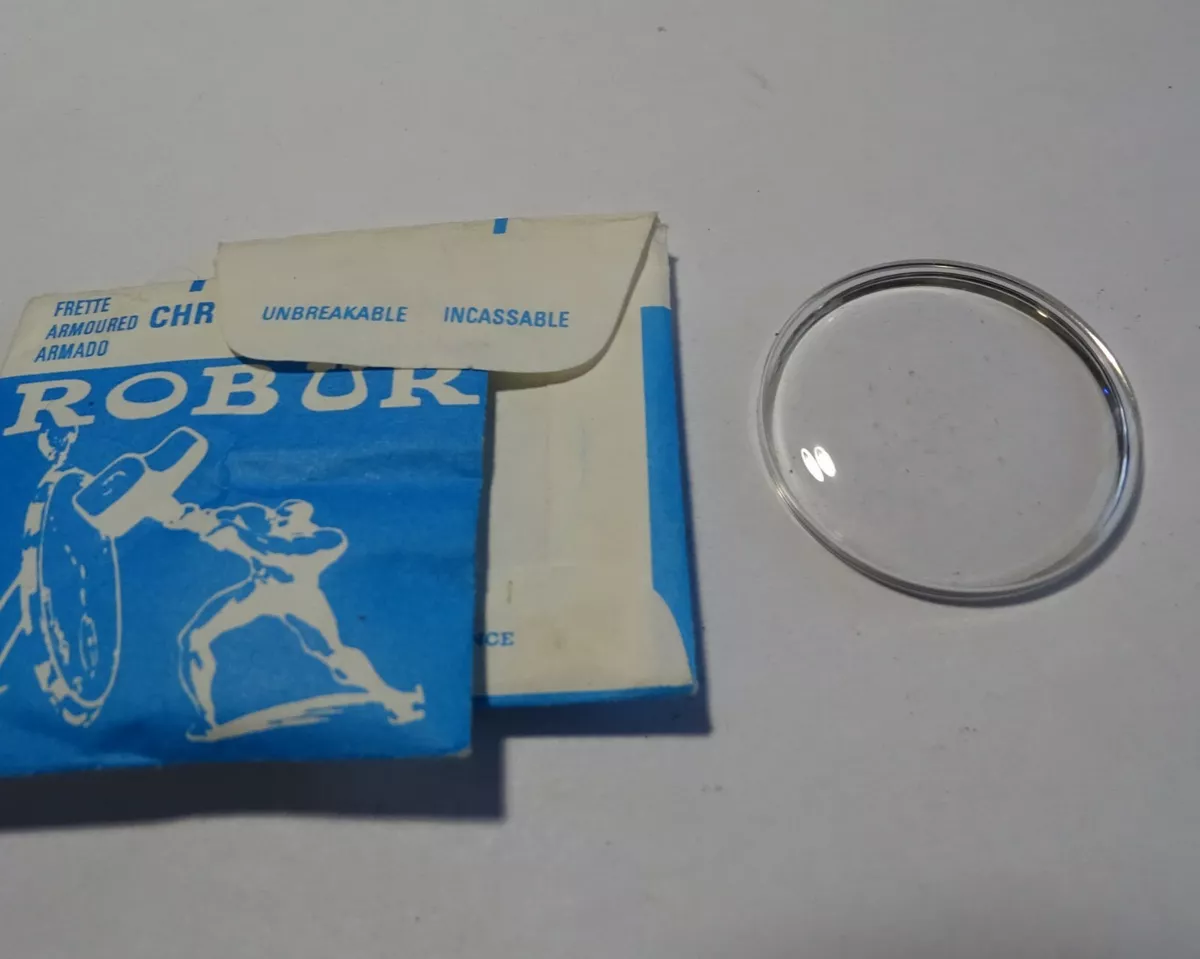 FRETTE
ARMOURED
ARMADO
CHR
UNBREAKABLE INCASSABLE
ROBUR
NCE